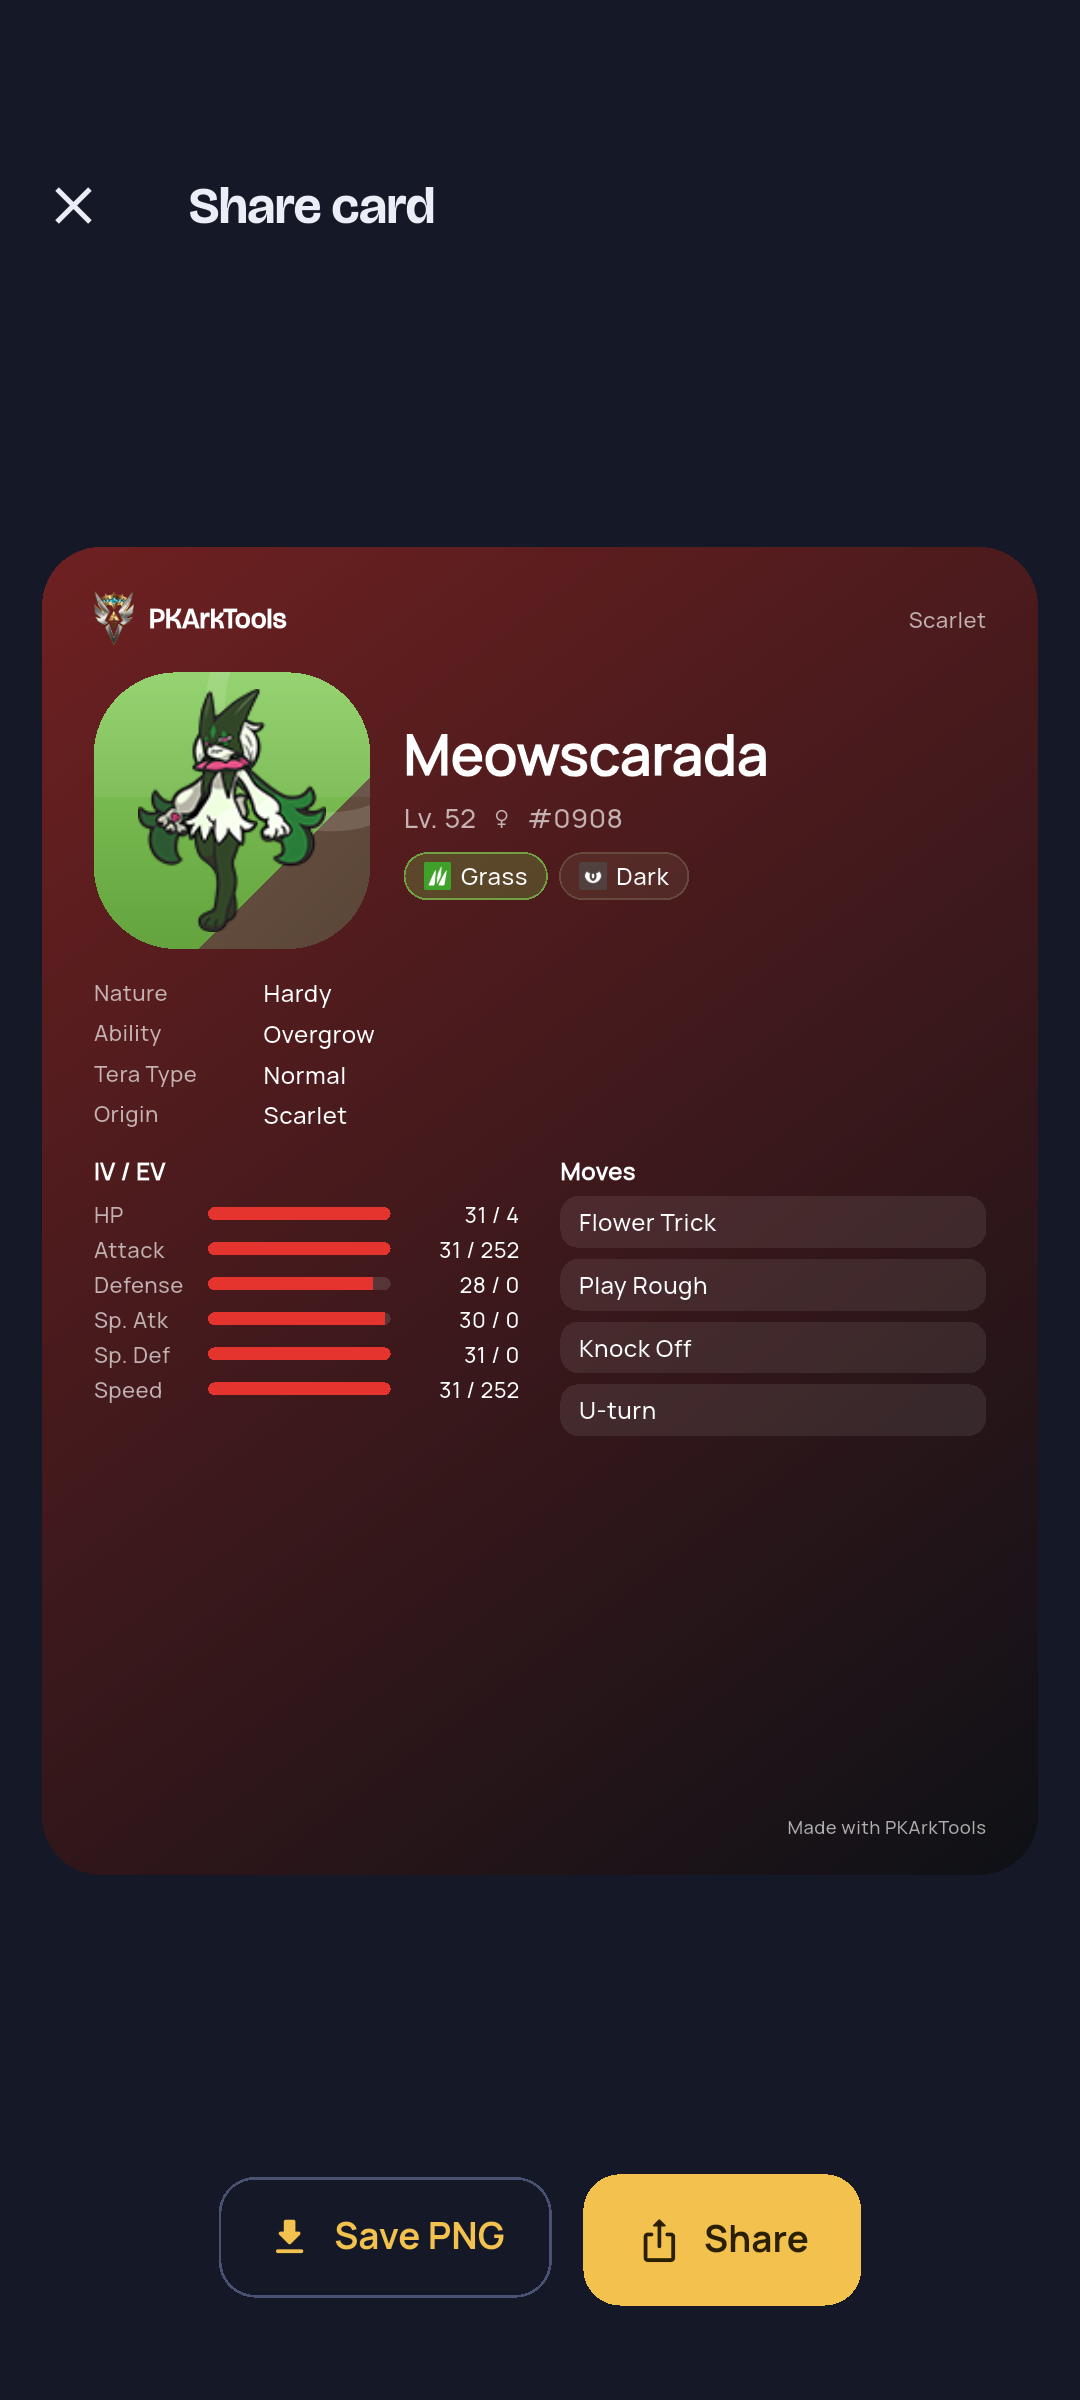 Share card
PKArkTools
Scarlet
Meowscarada
Lv. 52 ♀ #0908
Grass Dark
Nature Hardy
Ability Overgrow
Tera Type Normal
Origin Scarlet
IV / EV
HP 31 / 4
Attack 31 / 252
Defense 28 / 0
Sp. Atk 30 / 0
Sp. Def 31 / 0
Speed 31 / 252
Moves
Flower Trick
Play Rough
Knock Off
U-turn
Made with PKArkTools
Save PNG
Share